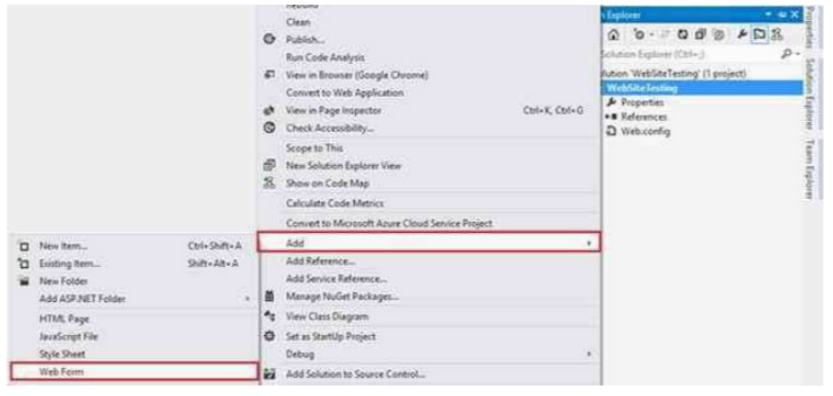 Rebuild
Clean
Publish...
Run Code Analysis
View in Browser (Google Chrome)
Convert to Web Application
View in Page Inspector Ctrl+K, Ctrl+G
Check Accessibility...
Scope to This
New Solution Explorer View
Show on Code Map
Calculate Code Metrics
Convert to Microsoft Azure Cloud Service Project
Add
Add Reference...
Add Service Reference...
Manage NuGet Packages...
View Class Diagram
Set as StartUp Project
Debug
Add Solution to Source Control...
New Item... Ctrl+Shift+A
Existing Item... Shift+Alt+A
New Folder
Add ASP.NET Folder
HTML Page
JavaScript File
Style Sheet
Web Form
n Explorer
Solution Explorer (Ctrl+;)
lution 'WebSiteTesting' (1 project)
WebSiteTesting
Properties
References
Web.config
Properties
Solution Explorer
Team Explorer